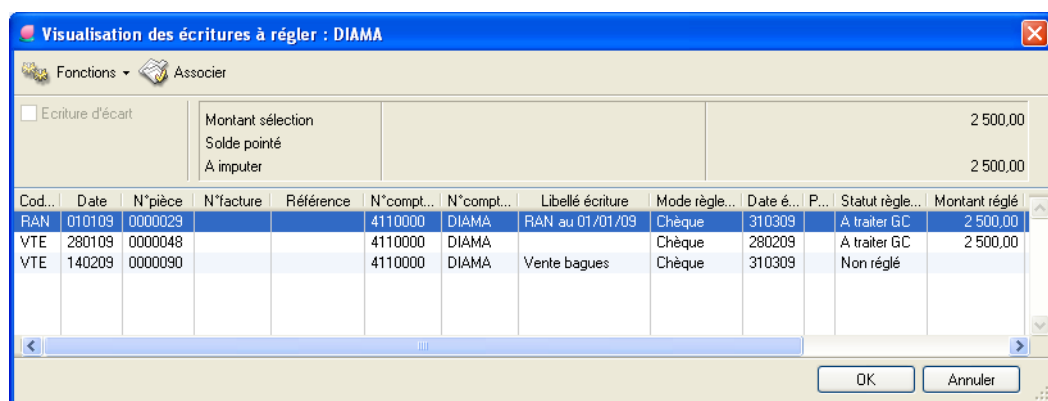 Visualisation des écritures à régler : DIAMA
Fonctions Associer
Ecriture d'écart
Montant sélection 2 500,00
Solde pointé
A imputer 2 500,00
Cod... Date N°pièce N°facture Référence N°compt... N°compt... Libellé écriture Mode règle... Date é... P... Statut règle... Montant réglé
RAN 010109 0000029 4110000 DIAMA RAN au 01/01/09 Chèque 310309 A traiter GC 2 500,00
VTE 280109 0000048 4110000 DIAMA Chèque 280209 A traiter GC 2 500,00
VTE 140209 0000090 4110000 DIAMA Vente bagues Chèque 310309 Non réglé
OK Annuler